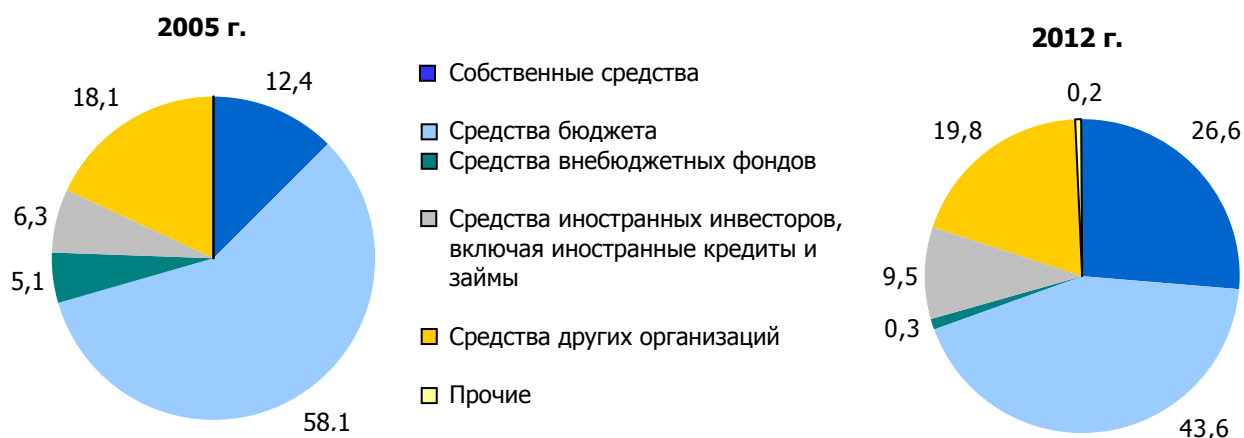 2005 г.
12,4
18,1
6,3
5,1
58,1
Собственные средства
Средства бюджета
Средства внебюджетных фондов
Средства иностранных инвесторов,
включая иностранные кредиты и
займы
Средства других организаций
Прочие
2012 г.
0,2
26,6
19,8
9,5
0,3
43,6